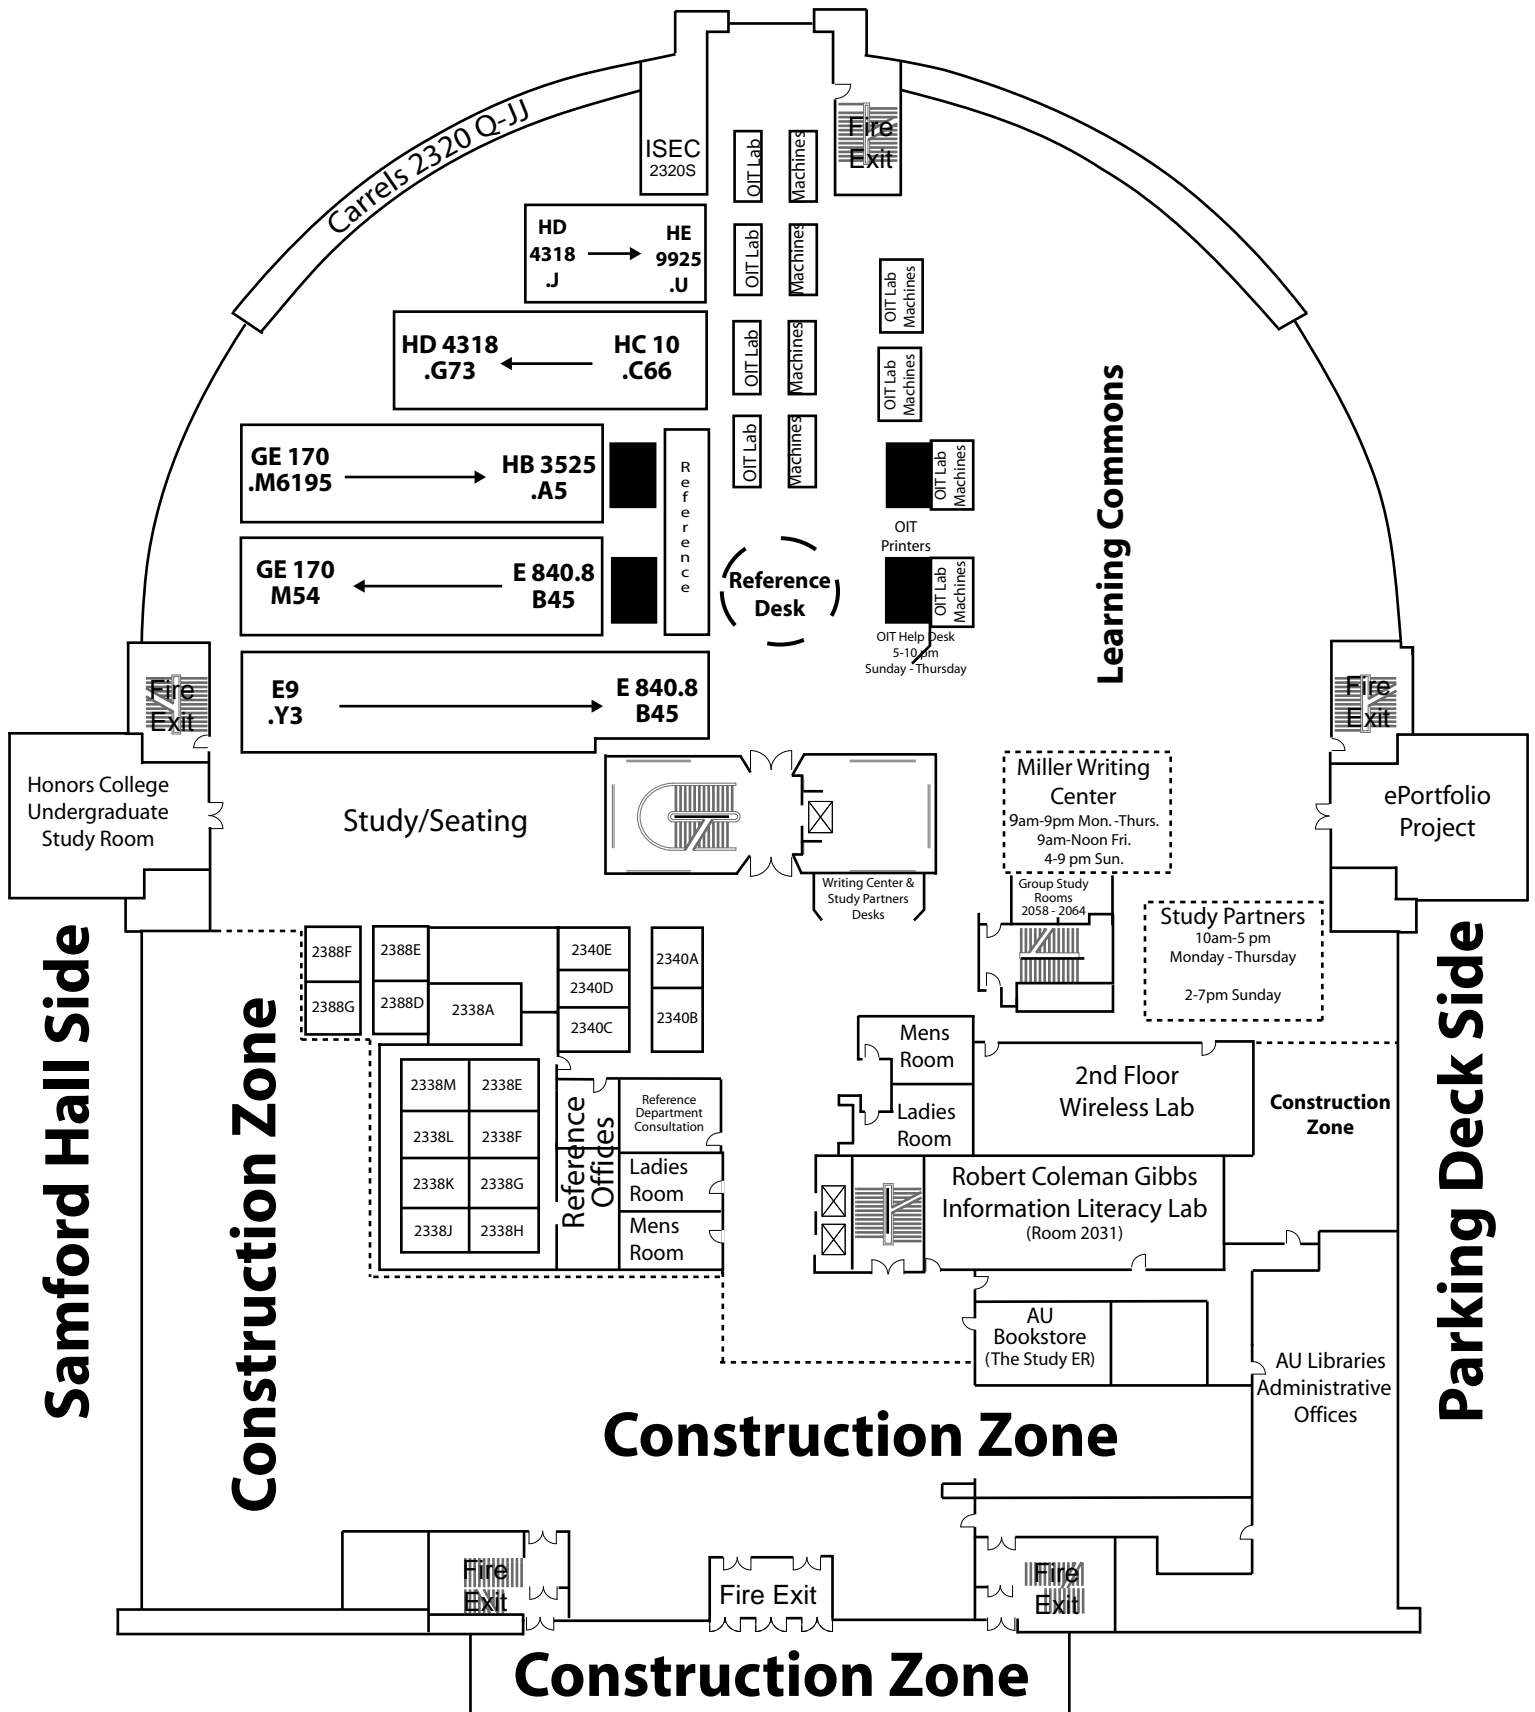 Carrels 2320 Q-JJ
ISEC
2320S
Fire
Exit
OIT Lab
Machines
OIT Lab
Machines
OIT Lab
Machines
OIT Lab
Machines
HD
4318
.J
HE
9925
.U
HD 4318
.G73
HC 10
.C66
GE 170
.M6195
HB 3525
.A5
GE 170
M54
E 840.8
B45
E9
.Y3
E 840.8
B45
Reference
Reference
Desk
OIT Lab
Machines
OIT Lab
Machines
OIT Lab
Machines
OIT
Printers
OIT Lab
Machines
OIT Help Desk
5-10 pm
Sunday - Thursday
Learning Commons
Fire
Exit
Fire
Exit
Honors College
Undergraduate
Study Room
Study/Seating
Miller Writing
Center
9am-9pm Mon. -Thurs.
9am-Noon Fri.
4-9 pm Sun.
ePortfolio
Project
Writing Center &
Study Partners
Desks
Group Study
Rooms
2058 - 2064
Study Partners
10am-5 pm
Monday - Thursday
2-7pm Sunday
Samford Hall Side
Construction Zone
Parking Deck Side
2388F
2388G
2388E
2388D
2338A
2340E
2340D
2340C
2340A
2340B
2338M
2338E
2338L
2338F
2338K
2338G
2338J
2338H
Reference
Offices
Reference
Department
Consultation
Ladies
Room
Mens
Room
Mens
Room
Ladies
Room
2nd Floor
Wireless Lab
Construction
Zone
Robert Coleman Gibbs
Information Literacy Lab
(Room 2031)
AU
Bookstore
(The Study ER)
AU Libraries
Administrative
Offices
Construction Zone
Fire
Exit
Fire Exit
Fire
Exit
Construction Zone